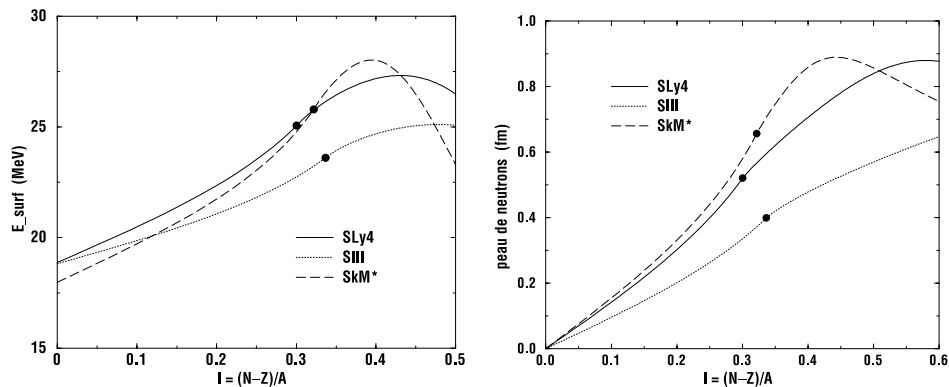 30
25
20
15
E_surf (MeV)
SLy4
SIII
SkM*
0
0.1
0.2
0.3
0.4
0.5
I = (N−Z)/A
1.0
0.8
0.6
0.4
0.2
0.0
peau de neutrons (fm)
SLy4
SIII
SkM*
0.0
0.1
0.2
0.3
0.4
0.5
0.6
I = (N−Z)/A